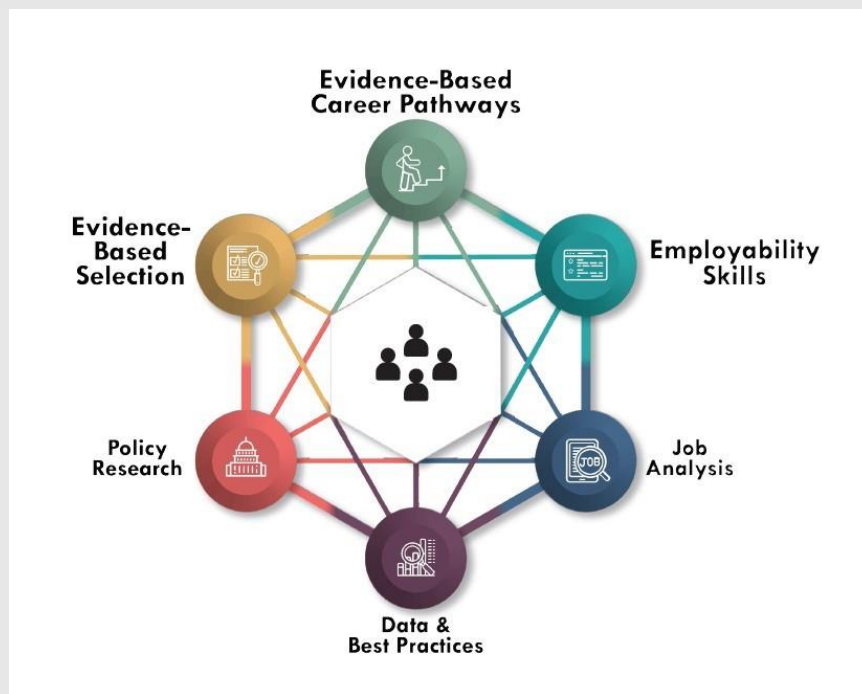 Evidence-Based
Career Pathways
Evidence-
Based
Selection
Employability
Skills
Policy
Research
JOB
Job
Analysis
Data &
Best Practices